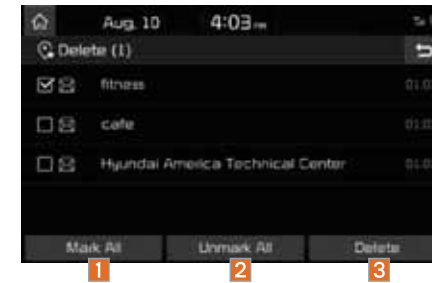 Aug. 10 4:03 PM
Delete (1)
fitness
cafe
Hyundai America Technical Center
Mark All Unmark All Delete
1 2 3